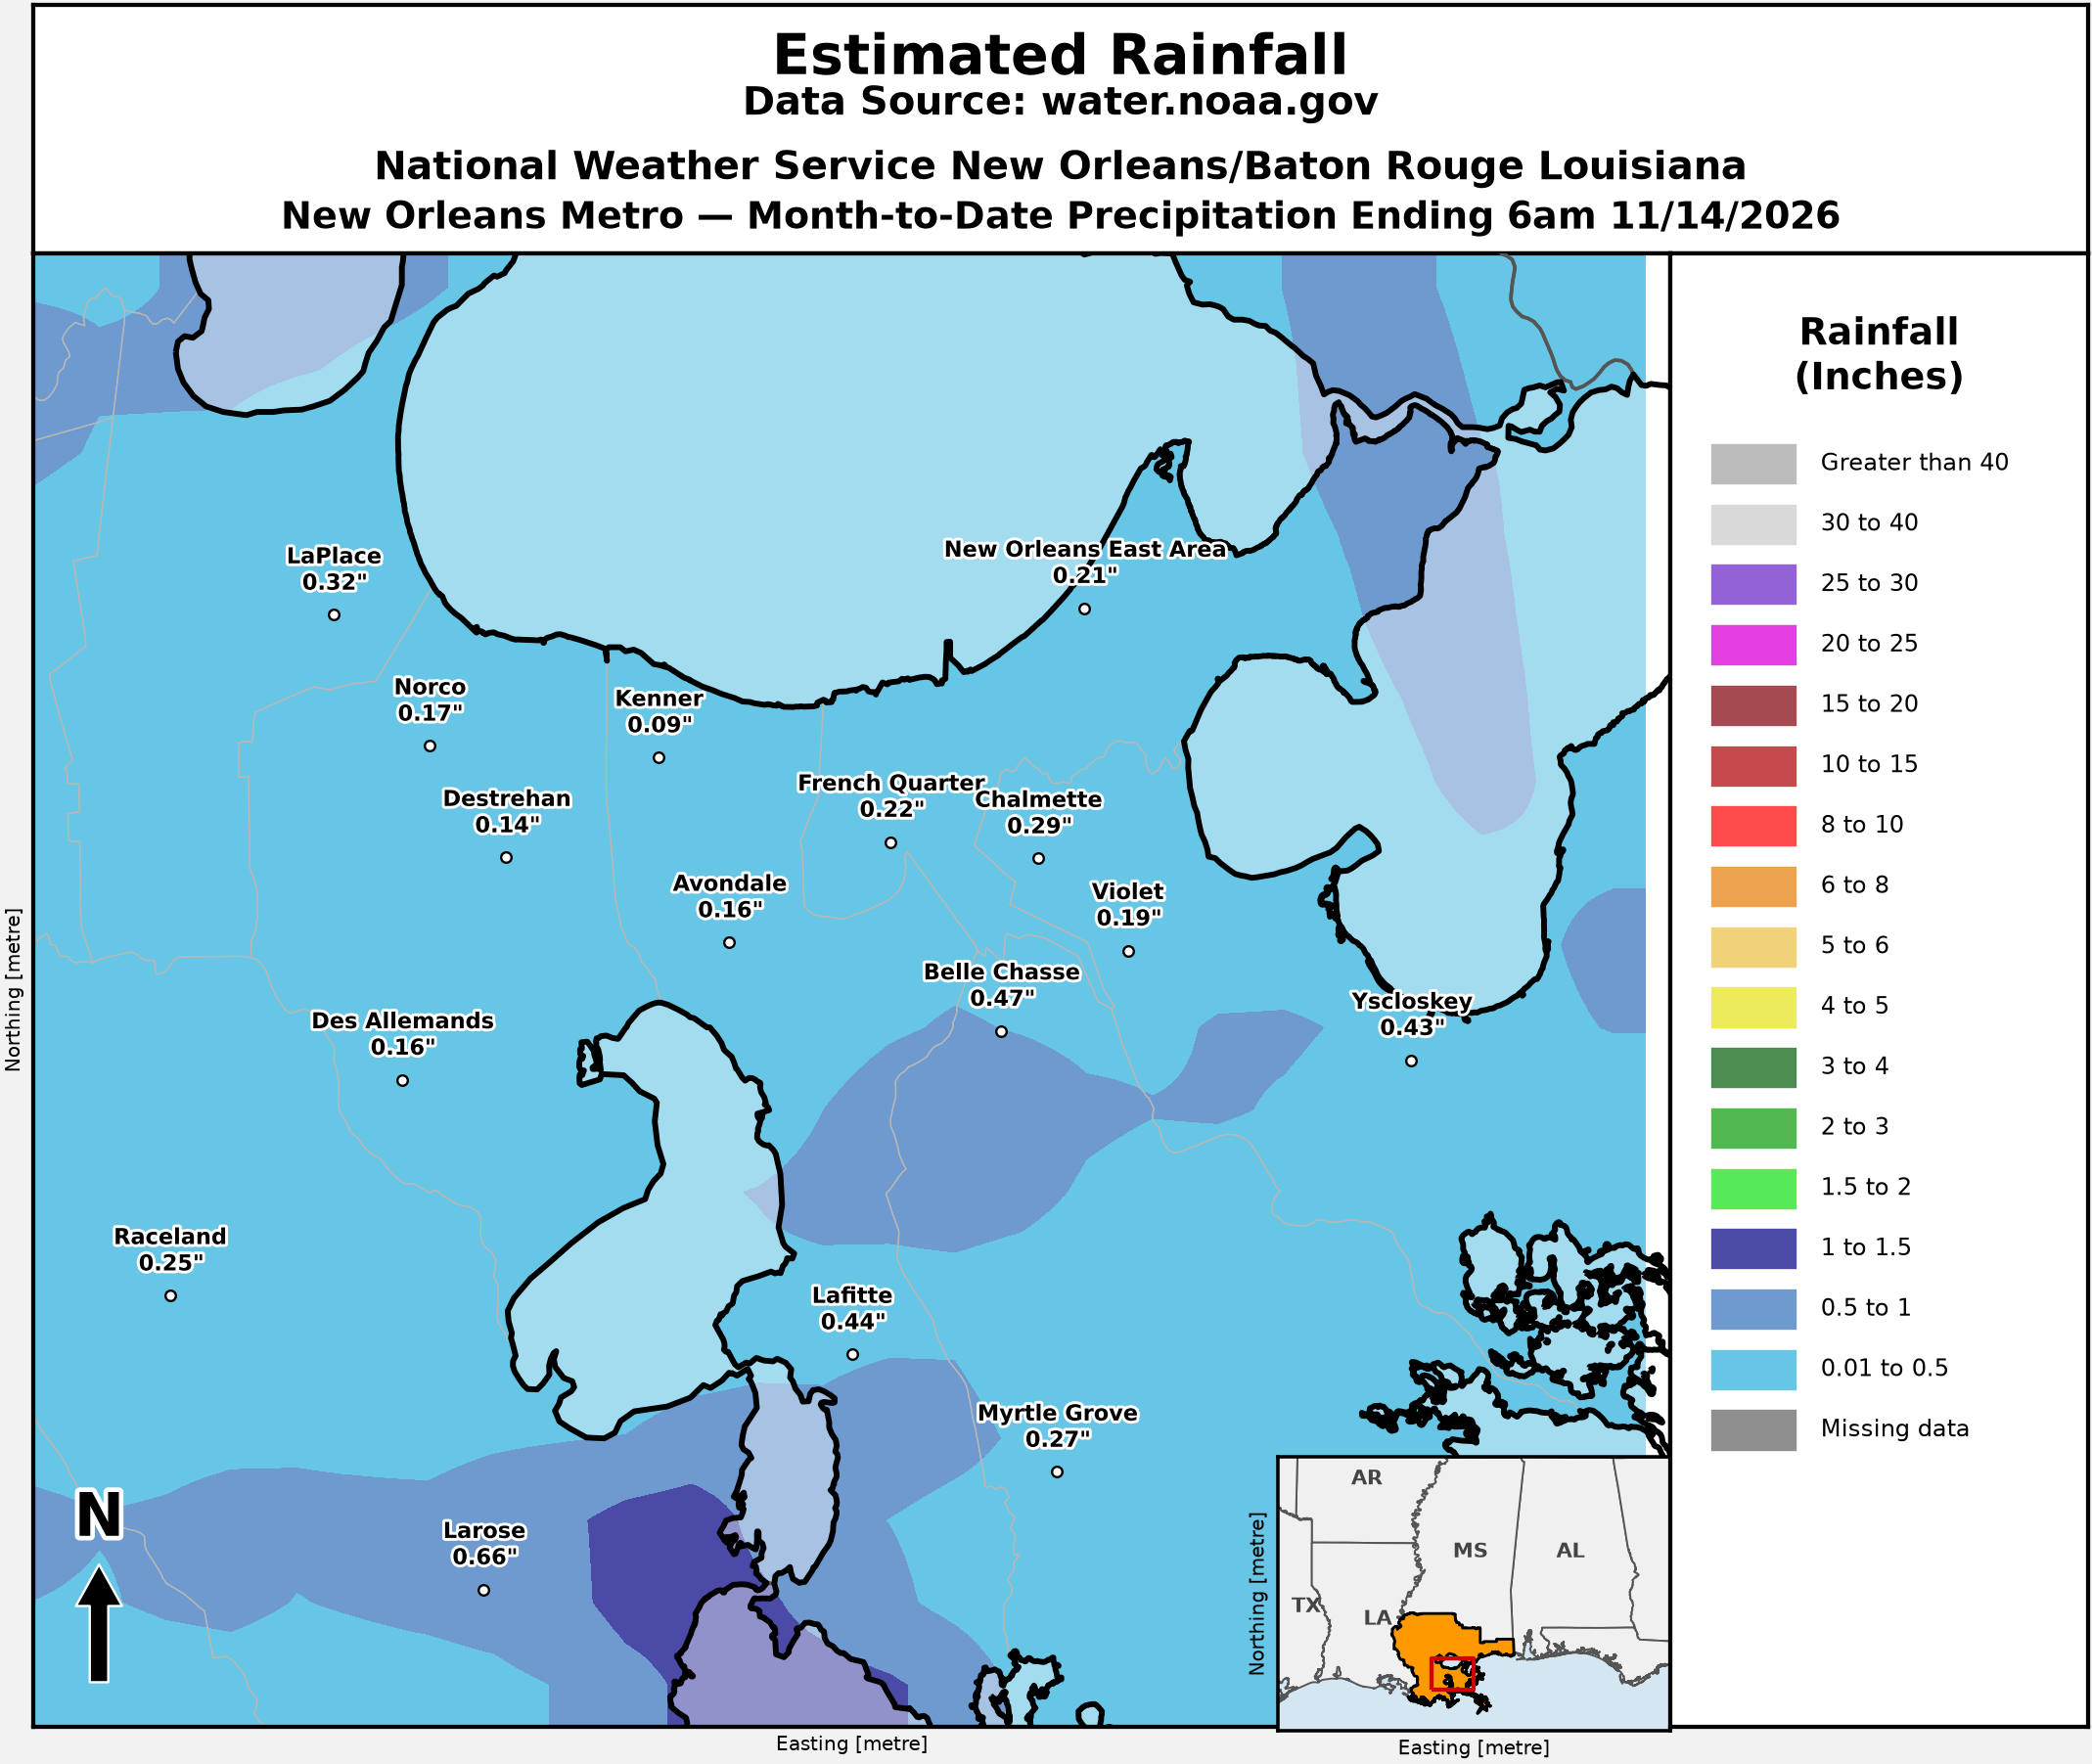 Estimated Rainfall
Data Source: water.noaa.gov
National Weather Service New Orleans/Baton Rouge Louisiana
New Orleans Metro — Month-to-Date Precipitation Ending 6am 11/14/2026
New Orleans East Area
0.21"
LaPlace
0.32"
Norco
0.17"
Kenner
0.09"
French Quarter
0.22"
Destrehan
0.14"
Chalmette
0.29"
Avondale
0.16"
Violet
0.19"
Belle Chasse
0.47"
Yscloskey
0.43"
Des Allemands
0.16"
Raceland
0.25"
Lafitte
0.44"
Myrtle Grove
0.27"
Larose
0.66"
N
Northing [metre]
Easting [metre]
Rainfall
(Inches)
Greater than 40
30 to 40
25 to 30
20 to 25
15 to 20
10 to 15
8 to 10
6 to 8
5 to 6
4 to 5
3 to 4
2 to 3
1.5 to 2
1 to 1.5
0.5 to 1
0.01 to 0.5
Missing data
AR
MS
AL
TX
LA
Northing [metre]
Easting [metre]